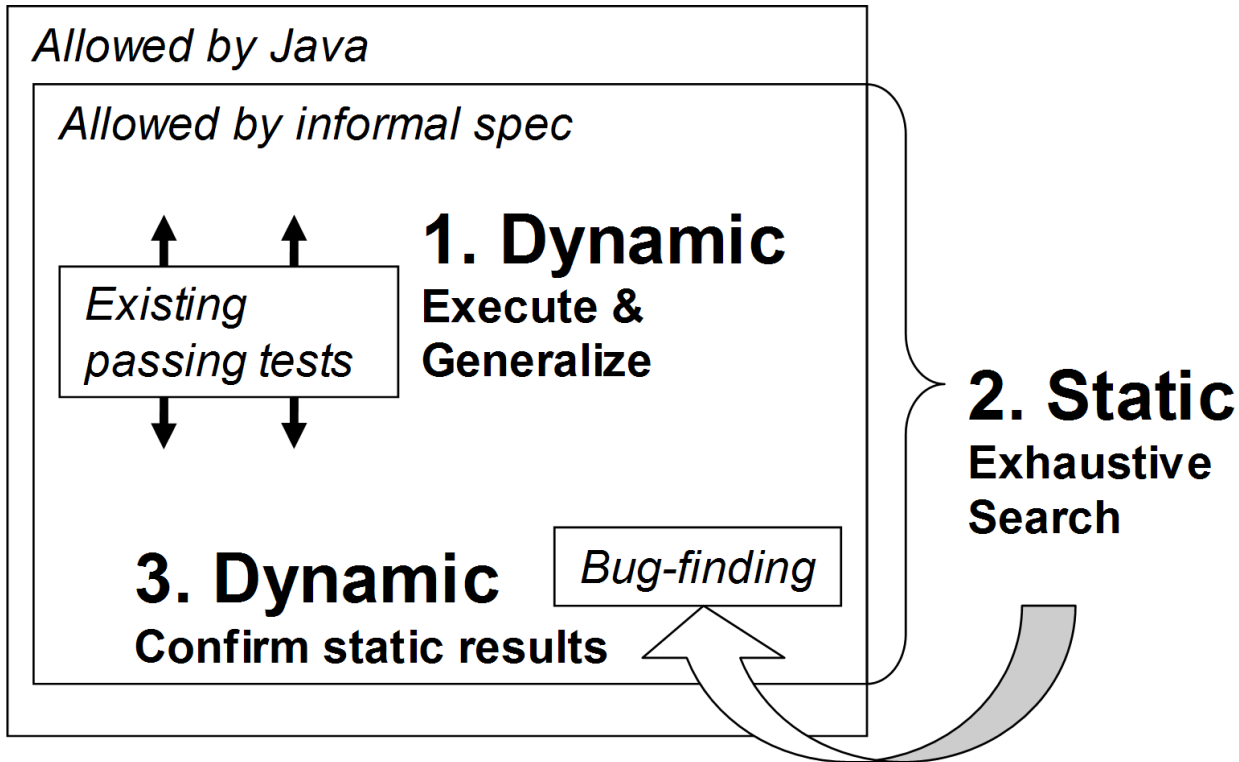 Allowed by Java
Allowed by informal spec
1. Dynamic
Execute &
Generalize
Existing
passing tests
2. Static
Exhaustive
Search
3. Dynamic
Confirm static results
Bug-finding